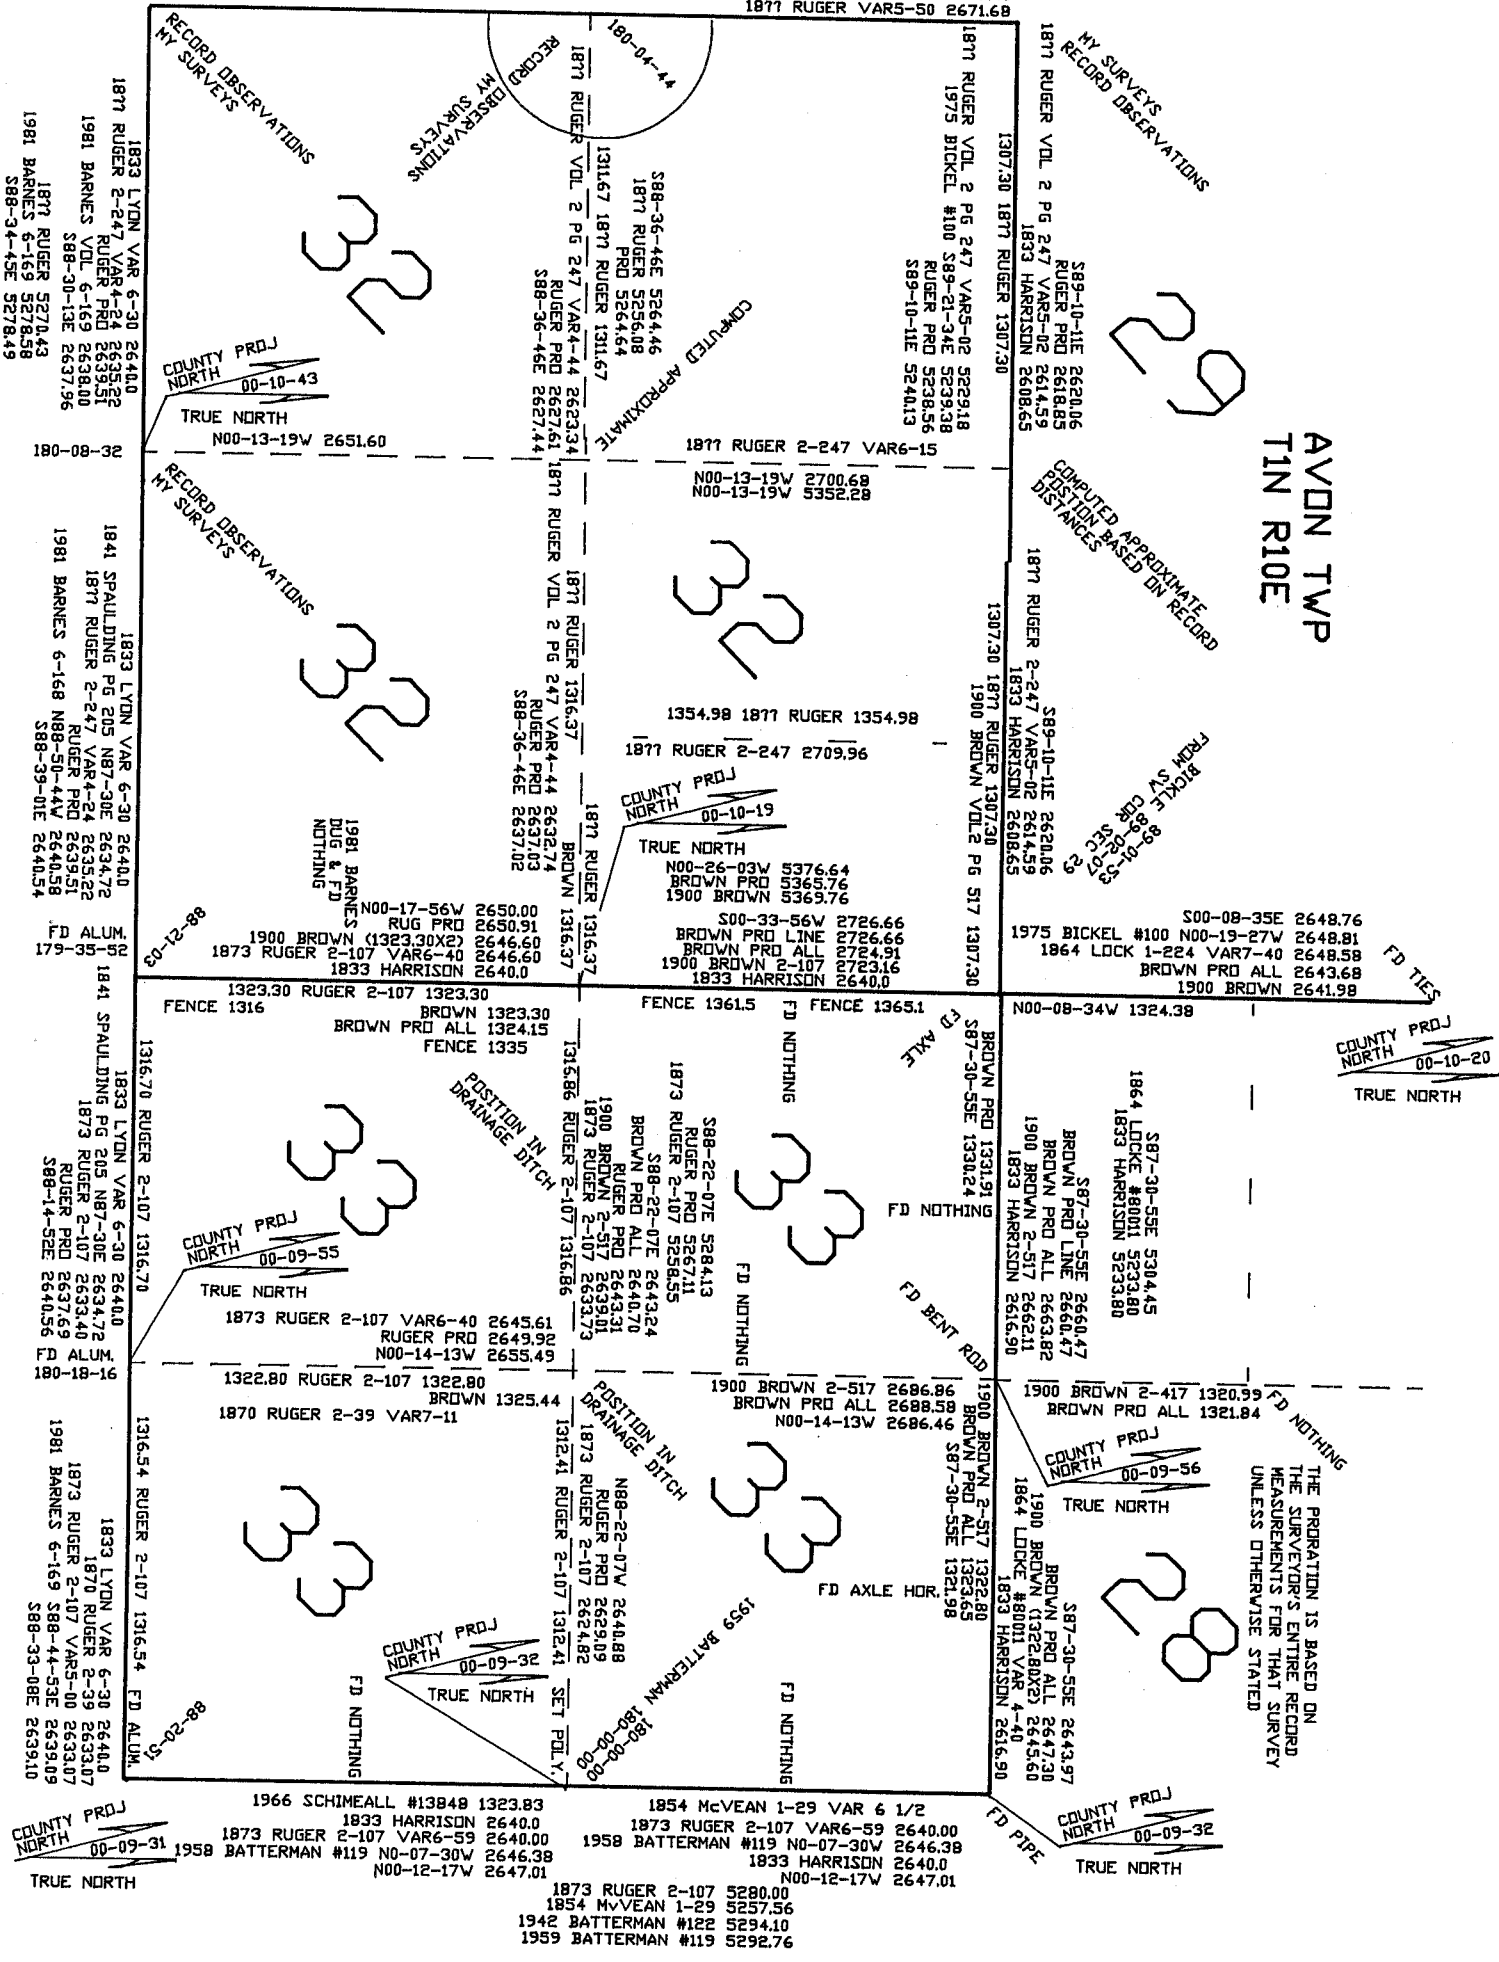 AVON TWP
T1N R10E
18?? RUGER VAR5-50 2671.68
RECORD OBSERVATIONS
MY SURVEYS
RECORD
OBSERVATIONS
MY SURVEYS
180-04-44
MY SURVEYS
RECORD OBSERVATIONS
1833 LYON VAR 6-30 2640.0
18?? RUGER 2-247 VAR4-24 2635.22
RUGER PRO 2639.51
1981 BARNES VOL 6-169 2638.00
S88-30-13E 2637.96
18?? RUGER 5270.43
1981 BARNES 6-169 5278.58
S88-34-45E 5278.49
32
COUNTY PROJ
NORTH 00-10-43
TRUE NORTH
N00-13-19W 2651.60
180-08-32
18?? RUGER VOL 2 PG 247 VAR4-44 2623.34
RUGER PRO 2627.61
S88-36-46E 2627.44
1311.67 18?? RUGER 1311.67
S88-36-46E 5264.46
18?? RUGER 5256.08
PRO 5264.64
COMPUTED APPROXIMATE
18?? RUGER VOL 2 PG 247 VAR5-02 5229.18
1975 BICKEL #100 S89-21-34E 5239.38
RUGER PRO 5238.56
S89-10-11E 5240.13
1307.30 18?? RUGER 1307.30
S89-10-11E 2620.06
RUGER PRO 2618.85
18?? RUGER VOL 2 PG 247 VAR5-02 2614.59
1833 HARRISON 2608.65
29
18?? RUGER 2-247 VAR6-15
N00-13-19W 2700.68
N00-13-19W 5352.28
COMPUTED APPROXIMATE
POSTION BASED ON RECORD
DISTANCES
RECORD OBSERVATIONS
MY SURVEYS
1833 LYON VAR 6-30 2640.0
1841 SPAULDING PG 205 N87-30E 2634.72
18?? RUGER 2-247 VAR4-24 2635.22
RUGER PRO 2639.51
1981 BARNES 6-168 N88-50-44W 2640.58
S88-39-01E 2640.54
FD ALUM.
179-35-52
32
32
1981 BARNES
DUG & FD
NOTHING
88-21-03
18?? RUGER VOL 2 PG 247 VAR4-44 2632.74
RUGER PRO 2637.03
S88-36-46E 2637.02
18?? RUGER 1316.37
18?? RUGER 1316.37
BROWN 1316.37
1354.98 18?? RUGER 1354.98
18?? RUGER 2-247 2709.96
COUNTY PROJ
NORTH 00-10-19
TRUE NORTH
N00-26-03W 5376.64
BROWN PRO 5365.76
1900 BROWN 5369.76
S00-33-56W 2726.66
BROWN PRO LINE 2726.66
BROWN PRO ALL 2724.91
1900 BROWN 2-107 2723.16
1833 HARRISON 2640.0
N00-17-56W 2650.00
RUG PRO 2650.91
1900 BROWN (1323.30X2) 2646.60
1873 RUGER 2-107 VAR6-40 2646.60
1833 HARRISON 2640.0
1307.30 18?? RUGER 1307.30
1900 BROWN VOL2 PG 517 1307.30
S89-10-11E 2620.06
18?? RUGER 2-247 VAR5-02 2614.59
1833 HARRISON 2608.65
BICKLE 89-01-53
89-02-07
FROM SW COR SEC 29
S00-08-35E 2648.76
1975 BICKEL #100 N00-19-27W 2648.81
1864 LOCK 1-224 VAR7-40 2648.58
BROWN PRO ALL 2643.68
1900 BROWN 2641.98
FD TIES
1323.30 RUGER 2-107 1323.30
FENCE 1316
BROWN 1323.30
BROWN PRO ALL 1324.15
FENCE 1335
FENCE 1361.5
FD NOTHING
FENCE 1365.1
FD AXLE
N00-08-34W 1324.38
COUNTY PROJ
NORTH 00-10-20
TRUE NORTH
1316.70 RUGER 2-107 1316.70
1833 LYON VAR 6-30 2640.0
1841 SPAULDING PG 205 N87-30E 2634.72
1873 RUGER 2-107 2633.40
RUGER PRO 2637.69
S88-14-52E 2640.56
FD ALUM.
180-18-16
33
POSITION IN
DRAINAGE DITCH
COUNTY PROJ
NORTH 00-09-55
TRUE NORTH
1873 RUGER 2-107 VAR6-40 2645.61
RUGER PRO 2649.92
N00-14-13W 2655.49
1316.86 RUGER 2-107 1316.86
S88-22-07E 5284.13
RUGER PRO 5267.11
1873 RUGER 2-107 5258.55
S88-22-07E 2643.24
BROWN PRO ALL 2640.70
RUGER PRO 2643.31
1900 BROWN 2-517 2639.01
1873 RUGER 2-107 2633.73
33
FD NOTHING
BROWN PRO 1331.91
S87-30-55E 1330.24
FD NOTHING
FD BENT ROD
S87-30-55E 5304.45
1864 LOCKE #80011 5233.80
1833 HARRISON 5233.80
S87-30-55E 2660.47
BROWN PRO LINE 2660.47
BROWN PRO ALL 2663.82
1900 BROWN 2-517 2662.11
1833 HARRISON 2616.90
1322.80 RUGER 2-107 1322.80
BROWN 1325.44
1870 RUGER 2-39 VAR7-11
1900 BROWN 2-517 2686.86
BROWN PRO ALL 2688.58
N00-14-13W 2686.46
1900 BROWN 2-417 1320.99
BROWN PRO ALL 1321.84
FD NOTHING
1316.54 RUGER 2-107 1316.54 FD ALUM.
1833 LYON VAR 6-30 2640.0
1870 RUGER 2-39 2633.07
1873 RUGER 2-107 VAR5-00 2633.07
1981 BARNES 6-169 S88-44-53E 2639.09
S88-33-08E 2639.10
33
88-20-51
COUNTY PROJ
NORTH 00-09-32
TRUE NORTH
FD NOTHING
POSITION IN
DRAINAGE DITCH
1312.41 RUGER 2-107 1312.41 SET POLY.
N88-22-07W 2640.88
RUGER PRO 2629.09
1873 RUGER 2-107 2624.82
1959 BATTERMAN 180-00-00
180-00-00
33
FD AXLE HOR.
FD NOTHING
1900 BROWN 2-517 1322.80
BROWN PRO ALL 1323.65
S87-30-55E 1321.98
COUNTY PROJ
NORTH 00-09-56
TRUE NORTH
28
S87-30-55E 2643.97
BROWN PRO ALL 2647.30
1900 BROWN (1322.80X2) 2645.60
1864 LOCKE #80011 VAR 4-40
1833 HARRISON 2616.90
THE PRORATION IS BASED ON
THE SURVEYOR'S ENTIRE RECORD
MEASUREMENTS FOR THAT SURVEY
UNLESS OTHERWISE STATED
COUNTY PROJ
NORTH 00-09-31
TRUE NORTH
1966 SCHIMEALL #13848 1323.83
1833 HARRISON 2640.0
1873 RUGER 2-107 VAR6-59 2640.00
1958 BATTERMAN #119 N0-07-30W 2646.38
N00-12-17W 2647.01
1854 McVEAN 1-29 VAR 6 1/2
1873 RUGER 2-107 VAR6-59 2640.00
1958 BATTERMAN #119 N0-07-30W 2646.38
1833 HARRISON 2640.0
N00-12-17W 2647.01
FD PIPE
COUNTY PROJ
NORTH 00-09-32
TRUE NORTH
1873 RUGER 2-107 5280.00
1854 MvVEAN 1-29 5257.56
1942 BATTERMAN #122 5294.10
1959 BATTERMAN #119 5292.76